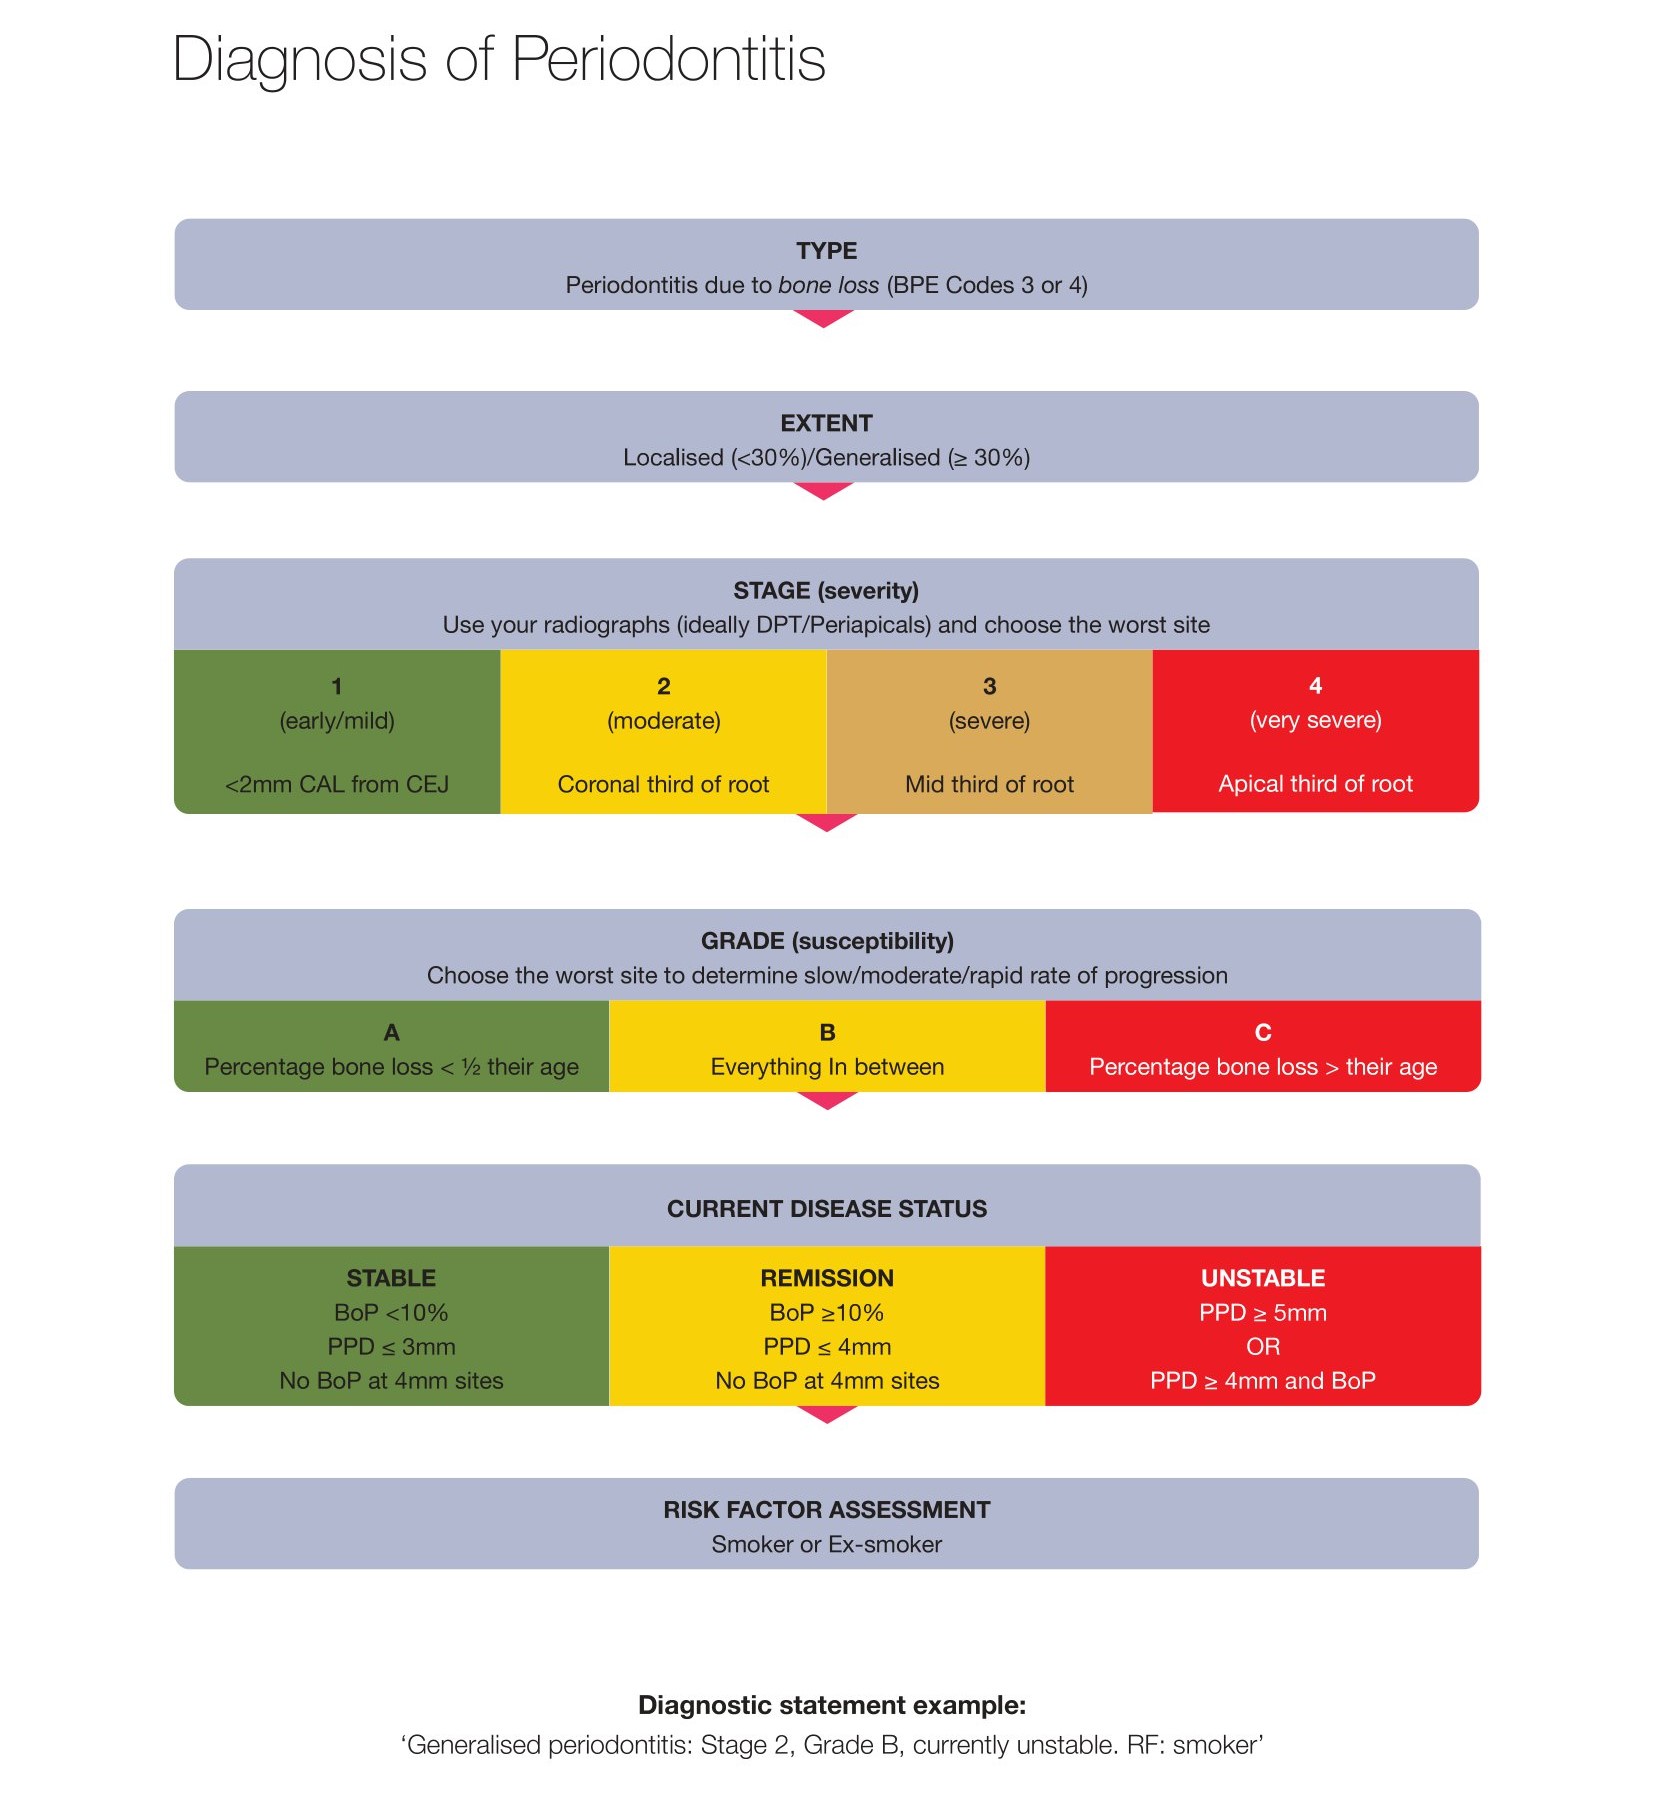 Diagnosis of Periodontitis
TYPE
Periodontitis due to bone loss (BPE Codes 3 or 4)
EXTENT
Localised (<30%)/Generalised (≥ 30%)
STAGE (severity)
Use your radiographs (ideally DPT/Periapicals) and choose the worst site
1
(early/mild)
<2mm CAL from CEJ
2
(moderate)
Coronal third of root
3
(severe)
Mid third of root
4
(very severe)
Apical third of root
GRADE (susceptibility)
Choose the worst site to determine slow/moderate/rapid rate of progression
A
Percentage bone loss < ½ their age
B
Everything In between
C
Percentage bone loss > their age
CURRENT DISEASE STATUS
STABLE
BoP <10%
PPD ≤ 3mm
No BoP at 4mm sites
REMISSION
BoP ≥10%
PPD ≤ 4mm
No BoP at 4mm sites
UNSTABLE
PPD ≥ 5mm
OR
PPD ≥ 4mm and BoP
RISK FACTOR ASSESSMENT
Smoker or Ex-smoker
Diagnostic statement example:
‘Generalised periodontitis: Stage 2, Grade B, currently unstable. RF: smoker’